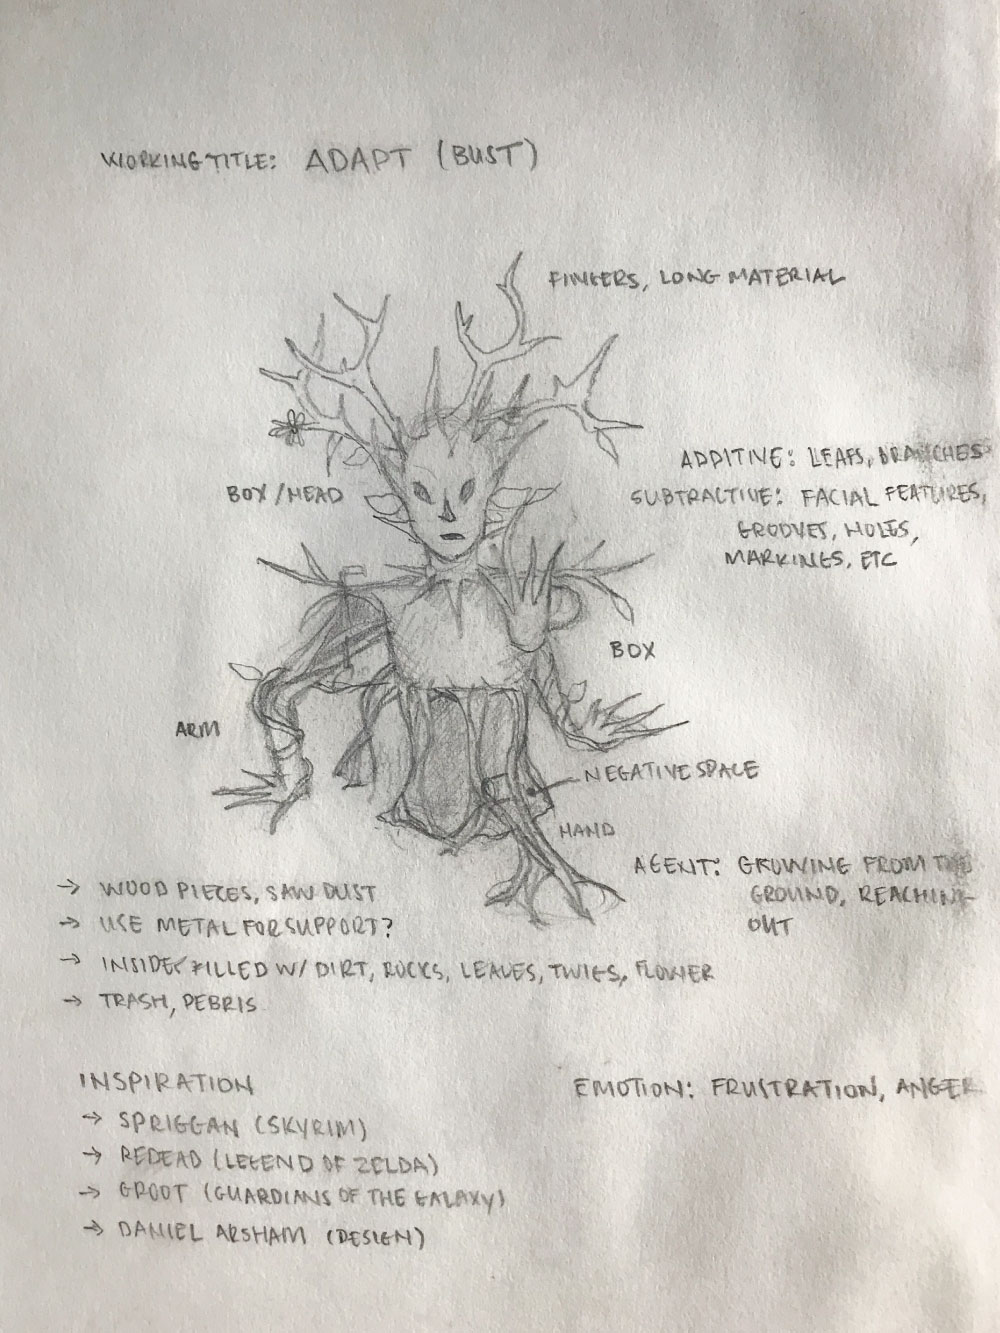 WORKING TITLE: ADAPT (BUST)
FINGERS, LONG MATERIAL
ADDITIVE: LEAFS, BRANCHES
BOX / HEAD
SUBTRACTIVE: FACIAL FEATURES,
GROOVES, HOLES,
MARKINGS, ETC
BOX
ARM
NEGATIVE SPACE
HAND
AGENT: GROWING FROM THE
GROUND, REACHING
OUT
→ WOOD PIECES, SAW DUST
→ USE METAL FOR SUPPORT?
→ INSIDE FILLED W/ DIRT, ROCKS, LEAVES, TWIGS, FLOWER
→ TRASH, DEBRIS
INSPIRATION
EMOTION: FRUSTRATION, ANGER
→ SPRIGGAN (SKYRIM)
→ REDEAD (LEGEND OF ZELDA)
→ GROOT (GUARDIANS OF THE GALAXY)
→ DANIEL ARSHAM (DESIGN)